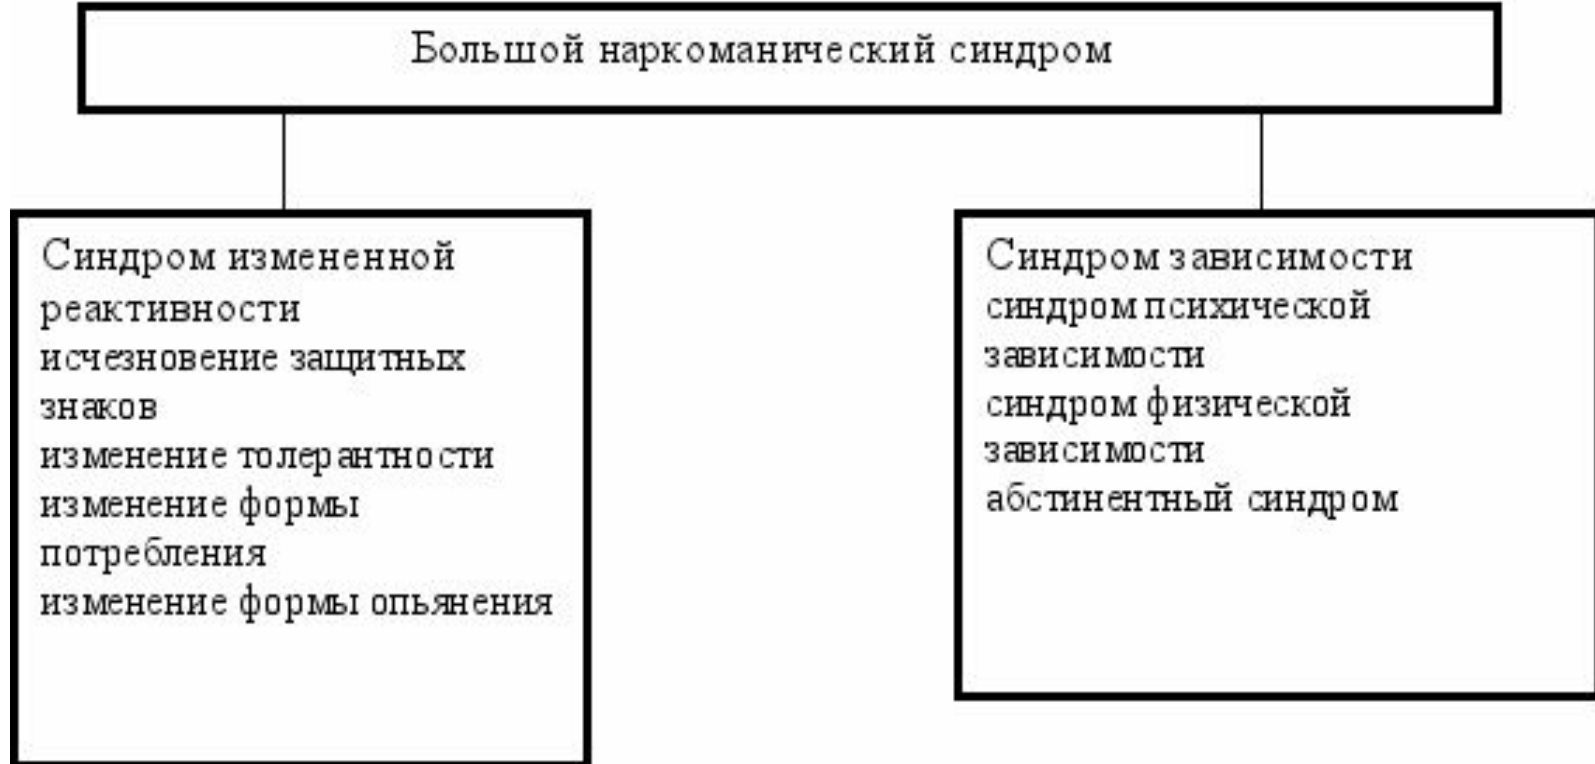 Большой наркоманический синдром
Синдром измененной
реактивности
исчезновение защитных
знаков
изменение толерантности
изменение формы
потребления
изменение формы опьянения
Синдром зависимости
синдром психической
зависимости
синдром физической
зависимости
абстинентный синдром